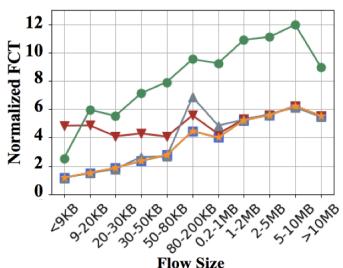 Normalized FCT
12
10
8
6
4
2
0
<9KB
9-20KB
20-30KB
30-50KB
50-80KB
80-200KB
0.2-1MB
1-2MB
2-5MB
5-10MB
>10MB
Flow Size